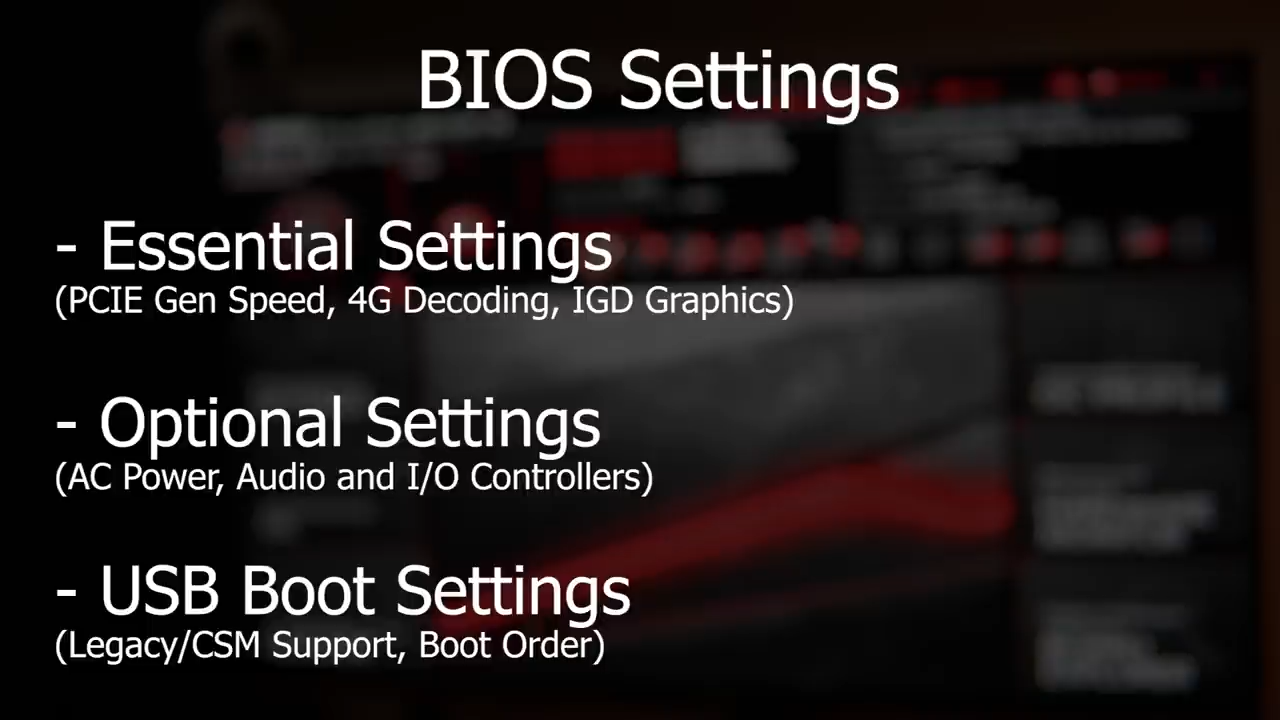 BIOS Settings
- Essential Settings
(PCIE Gen Speed, 4G Decoding, IGD Graphics)
- Optional Settings
(AC Power, Audio and I/O Controllers)
- USB Boot Settings
(Legacy/CSM Support, Boot Order)